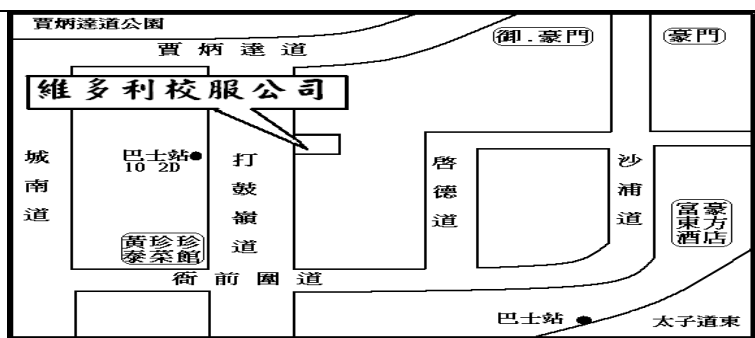 賈炳達道公園
賈炳達道
御.豪門
豪門
維多利校服公司
城南道
巴士站
10 2D
打鼓嶺道
啓德道
沙浦道
富豪
東方
酒店
黃珍珍
泰菜館
衙前圍道
巴士站
太子道東